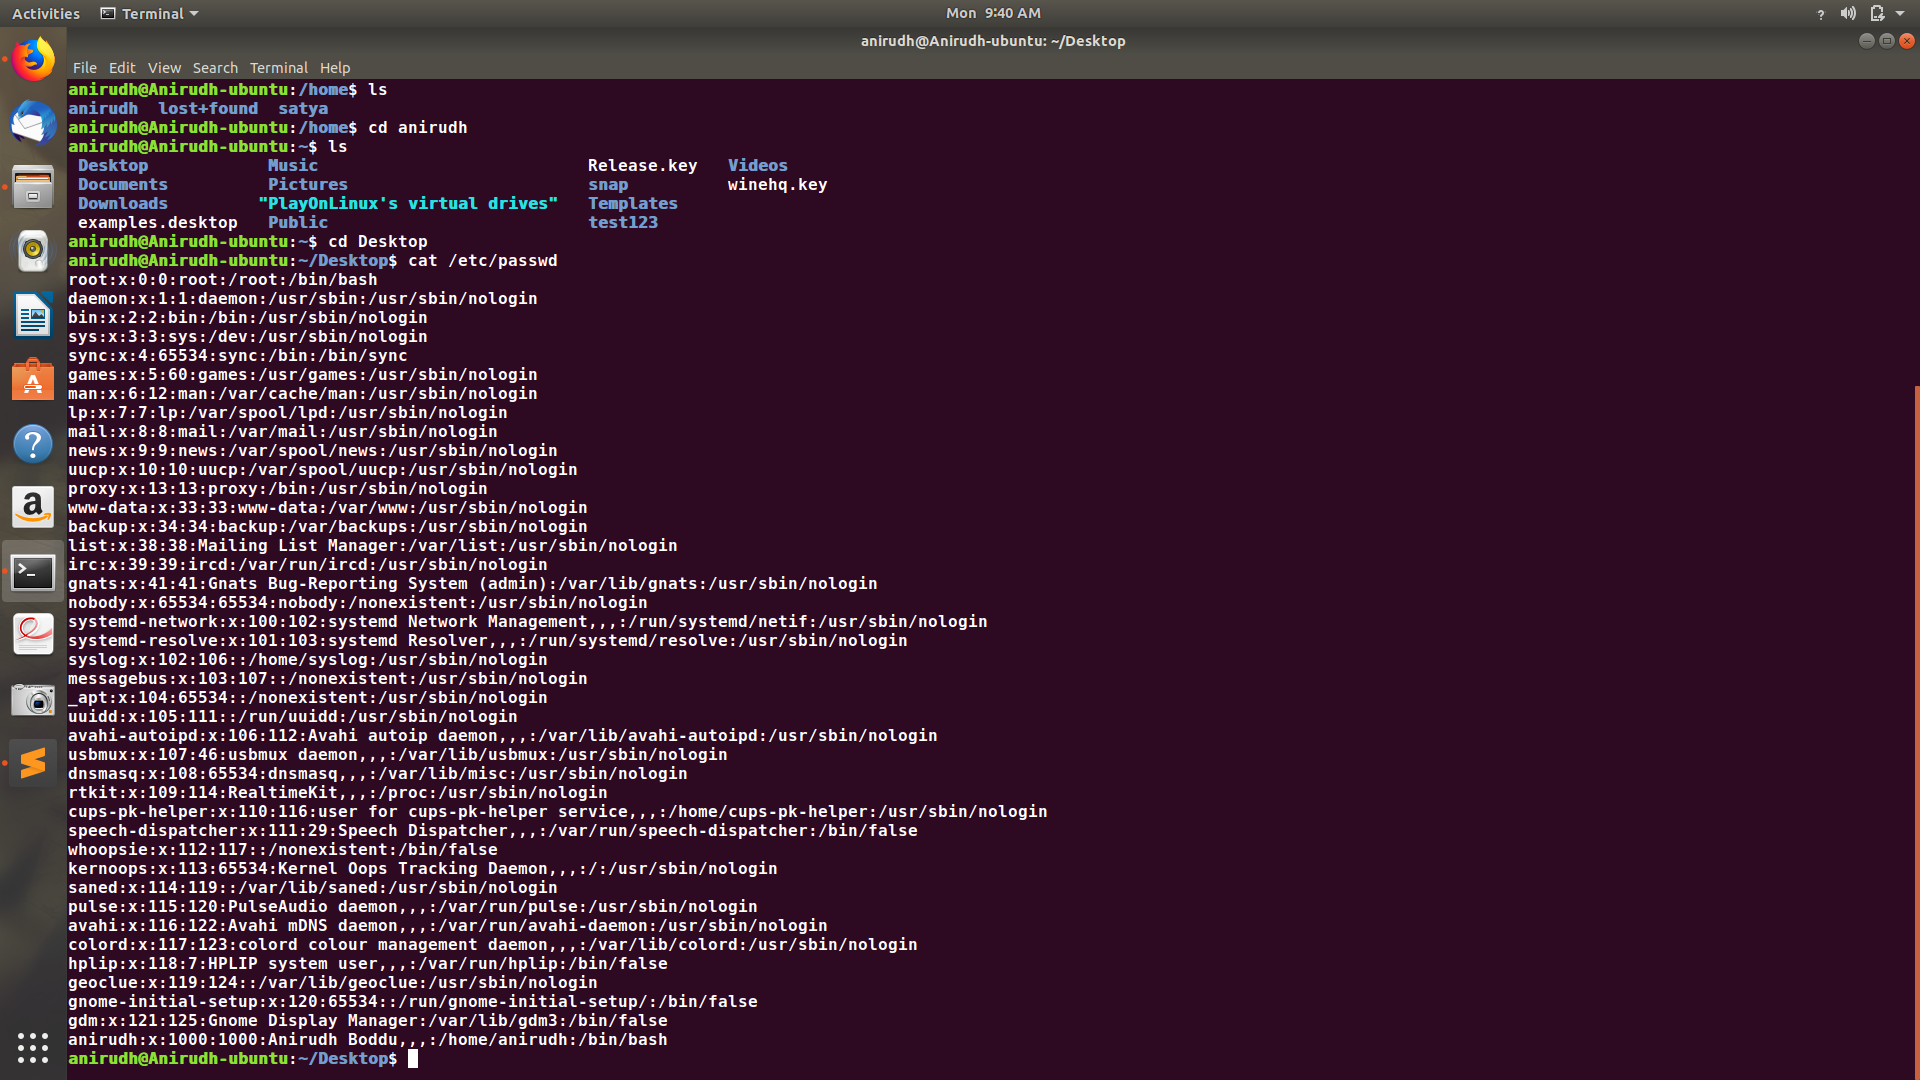 Activities Terminal Mon 9:40 AM ?
anirudh@Anirudh-ubuntu: ~/Desktop
File Edit View Search Terminal Help
anirudh@Anirudh-ubuntu:/home$ ls
anirudh  lost+found  satya
anirudh@Anirudh-ubuntu:/home$ cd anirudh
anirudh@Anirudh-ubuntu:~$ ls
Desktop Music Release.key Videos
Documents Pictures snap winehq.key
Downloads "PlayOnLinux's virtual drives" Templates
examples.desktop Public test123
anirudh@Anirudh-ubuntu:~$ cd Desktop
anirudh@Anirudh-ubuntu:~/Desktop$ cat /etc/passwd
root:x:0:0:root:/root:/bin/bash
daemon:x:1:1:daemon:/usr/sbin:/usr/sbin/nologin
bin:x:2:2:bin:/bin:/usr/sbin/nologin
sys:x:3:3:sys:/dev:/usr/sbin/nologin
sync:x:4:65534:sync:/bin:/bin/sync
games:x:5:60:games:/usr/games:/usr/sbin/nologin
man:x:6:12:man:/var/cache/man:/usr/sbin/nologin
lp:x:7:7:lp:/var/spool/lpd:/usr/sbin/nologin
mail:x:8:8:mail:/var/mail:/usr/sbin/nologin
news:x:9:9:news:/var/spool/news:/usr/sbin/nologin
uucp:x:10:10:uucp:/var/spool/uucp:/usr/sbin/nologin
proxy:x:13:13:proxy:/bin:/usr/sbin/nologin
www-data:x:33:33:www-data:/var/www:/usr/sbin/nologin
backup:x:34:34:backup:/var/backups:/usr/sbin/nologin
list:x:38:38:Mailing List Manager:/var/list:/usr/sbin/nologin
irc:x:39:39:ircd:/var/run/ircd:/usr/sbin/nologin
gnats:x:41:41:Gnats Bug-Reporting System (admin):/var/lib/gnats:/usr/sbin/nologin
nobody:x:65534:65534:nobody:/nonexistent:/usr/sbin/nologin
systemd-network:x:100:102:systemd Network Management,,,:/run/systemd/netif:/usr/sbin/nologin
systemd-resolve:x:101:103:systemd Resolver,,,:/run/systemd/resolve:/usr/sbin/nologin
syslog:x:102:106::/home/syslog:/usr/sbin/nologin
messagebus:x:103:107::/nonexistent:/usr/sbin/nologin
_apt:x:104:65534::/nonexistent:/usr/sbin/nologin
uuidd:x:105:111::/run/uuidd:/usr/sbin/nologin
avahi-autoipd:x:106:112:Avahi autoip daemon,,,:/var/lib/avahi-autoipd:/usr/sbin/nologin
usbmux:x:107:46:usbmux daemon,,,:/var/lib/usbmux:/usr/sbin/nologin
dnsmasq:x:108:65534:dnsmasq,,,:/var/lib/misc:/usr/sbin/nologin
rtkit:x:109:114:RealtimeKit,,,:/proc:/usr/sbin/nologin
cups-pk-helper:x:110:116:user for cups-pk-helper service,,,:/home/cups-pk-helper:/usr/sbin/nologin
speech-dispatcher:x:111:29:Speech Dispatcher,,,:/var/run/speech-dispatcher:/bin/false
whoopsie:x:112:117::/nonexistent:/bin/false
kernoops:x:113:65534:Kernel Oops Tracking Daemon,,,:/:/usr/sbin/nologin
saned:x:114:119::/var/lib/saned:/usr/sbin/nologin
pulse:x:115:120:PulseAudio daemon,,,:/var/run/pulse:/usr/sbin/nologin
avahi:x:116:122:Avahi mDNS daemon,,,:/var/run/avahi-daemon:/usr/sbin/nologin
colord:x:117:123:colord colour management daemon,,,:/var/lib/colord:/usr/sbin/nologin
hplip:x:118:7:HPLIP system user,,,:/var/run/hplip:/bin/false
geoclue:x:119:124::/var/lib/geoclue:/usr/sbin/nologin
gnome-initial-setup:x:120:65534::/run/gnome-initial-setup/:/bin/false
gdm:x:121:125:Gnome Display Manager:/var/lib/gdm3:/bin/false
anirudh:x:1000:1000:Anirudh Boddu,,,:/home/anirudh:/bin/bash
anirudh@Anirudh-ubuntu:~/Desktop$